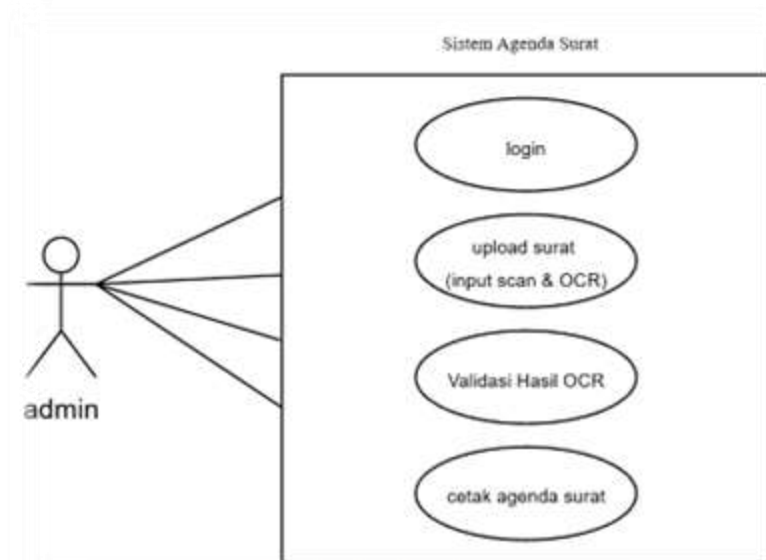 Sistem Agenda Surat
login
upload surat
(input scan & OCR)
Validasi Hasil OCR
cetak agenda surat
admin